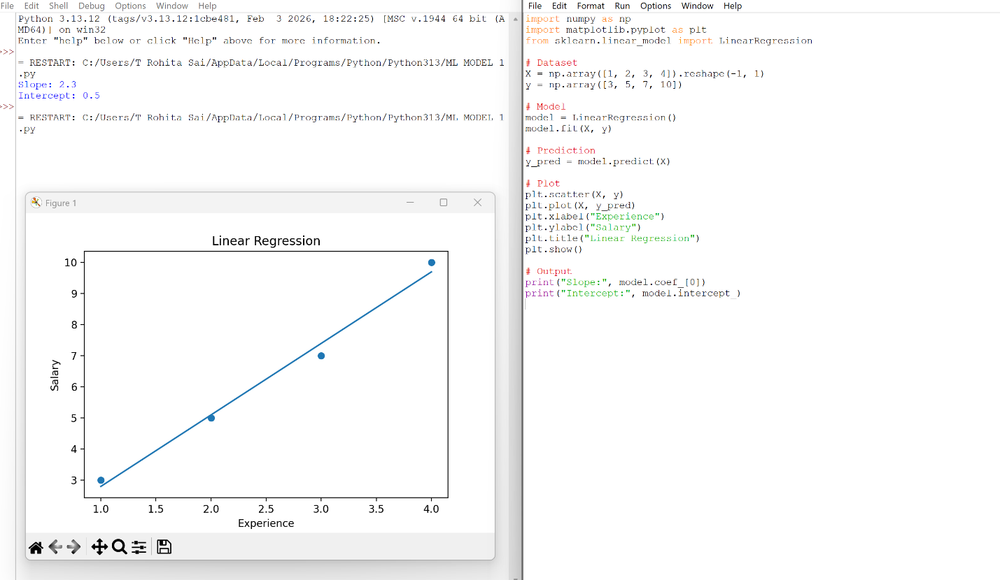 File Edit Shell Debug Options Window Help
Python 3.13.12 (tags/v3.13.12:1cbe481, Feb  3 2026, 18:22:25) [MSC v.1944 64 bit (A
MD64)] on win32
Enter "help" below or click "Help" above for more information.
>>>
= RESTART: C:/Users/T Rohita Sai/AppData/Local/Programs/Python/Python313/ML MODEL 1
.py
Slope: 2.3
Intercept: 0.5
>>>
= RESTART: C:/Users/T Rohita Sai/AppData/Local/Programs/Python/Python313/ML MODEL 1
.py
Figure 1
Linear Regression
10
9
8
7
6
5
4
3
Salary
1.0 1.5 2.0 2.5 3.0 3.5 4.0
Experience
File Edit Format Run Options Window Help
import numpy as np
import matplotlib.pyplot as plt
from sklearn.linear_model import LinearRegression
# Dataset
X = np.array([1, 2, 3, 4]).reshape(-1, 1)
y = np.array([3, 5, 7, 10])
# Model
model = LinearRegression()
model.fit(X, y)
# Prediction
y_pred = model.predict(X)
# Plot
plt.scatter(X, y)
plt.plot(X, y_pred)
plt.xlabel("Experience")
plt.ylabel("Salary")
plt.title("Linear Regression")
plt.show()
# Output
print("Slope:", model.coef_[0])
print("Intercept:", model.intercept_)